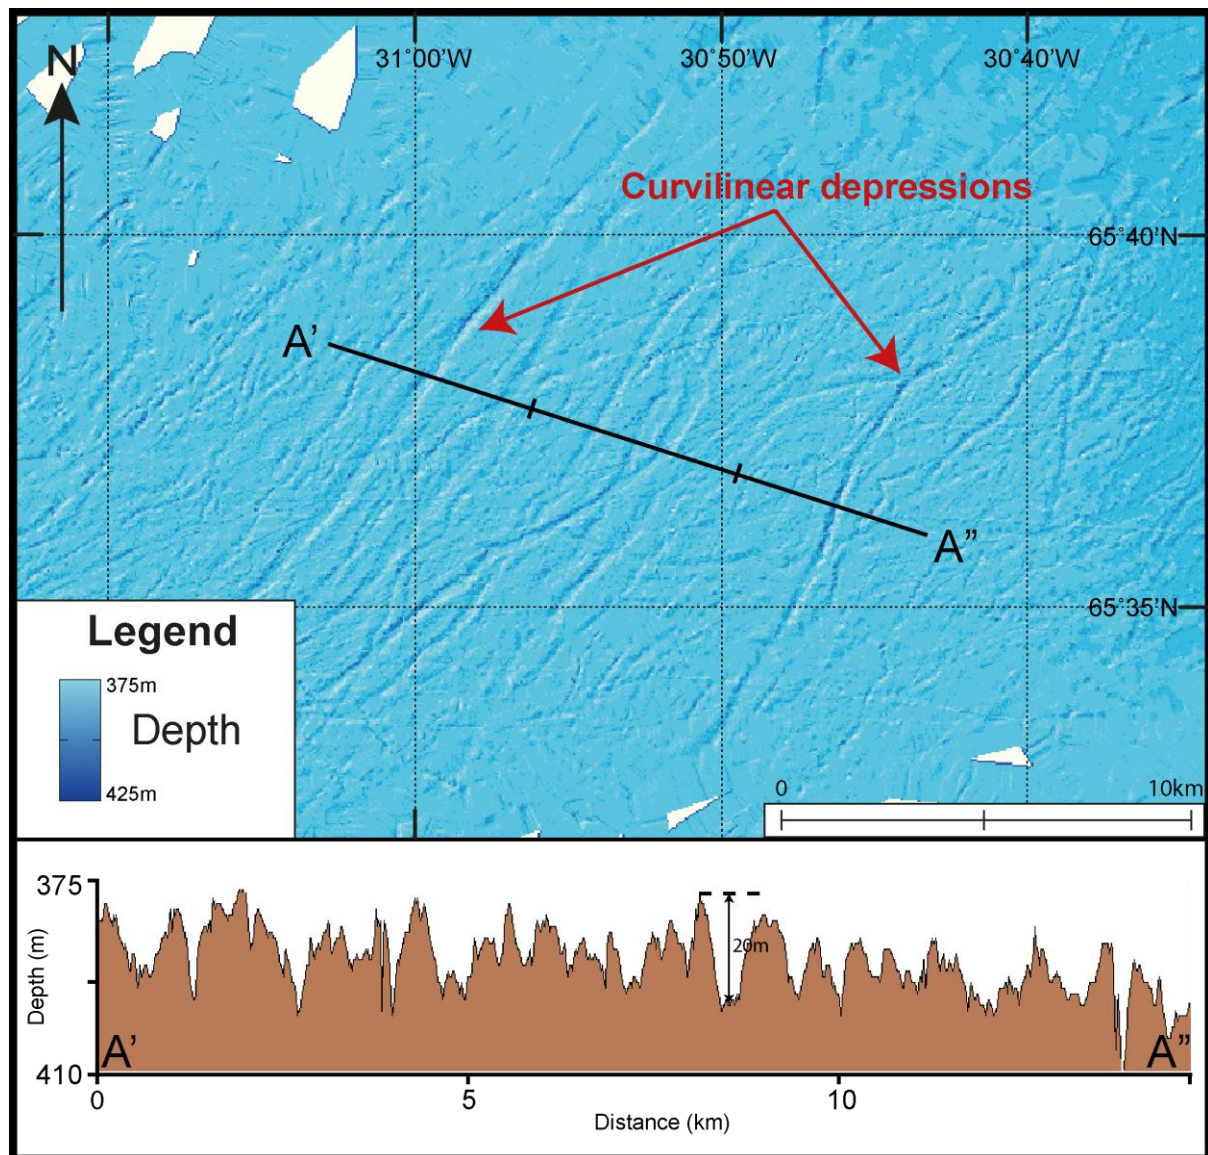 N
31°00'W
30°50'W
30°40'W
Curvilinear depressions
65°40'N
A'
A"
65°35'N
Legend
375m
Depth
425m
0
10km
375
Depth (m)
20m
410
A'
A"
0
5
10
Distance (km)